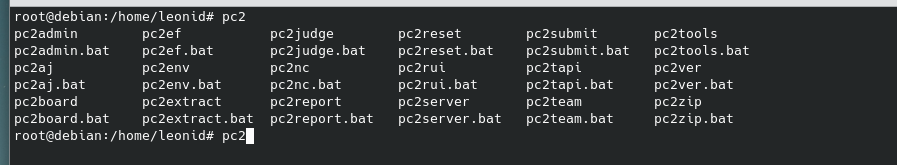 root@debian:/home/leonid# pc2
pc2admin pc2ef pc2judge pc2reset pc2submit pc2tools
pc2admin.bat pc2ef.bat pc2judge.bat pc2reset.bat pc2submit.bat pc2tools.bat
pc2aj pc2env pc2nc pc2rui pc2tapi pc2ver
pc2aj.bat pc2env.bat pc2nc.bat pc2rui.bat pc2tapi.bat pc2ver.bat
pc2board pc2extract pc2report pc2server pc2team pc2zip
pc2board.bat pc2extract.bat pc2report.bat pc2server.bat pc2team.bat pc2zip.bat
root@debian:/home/leonid# pc2